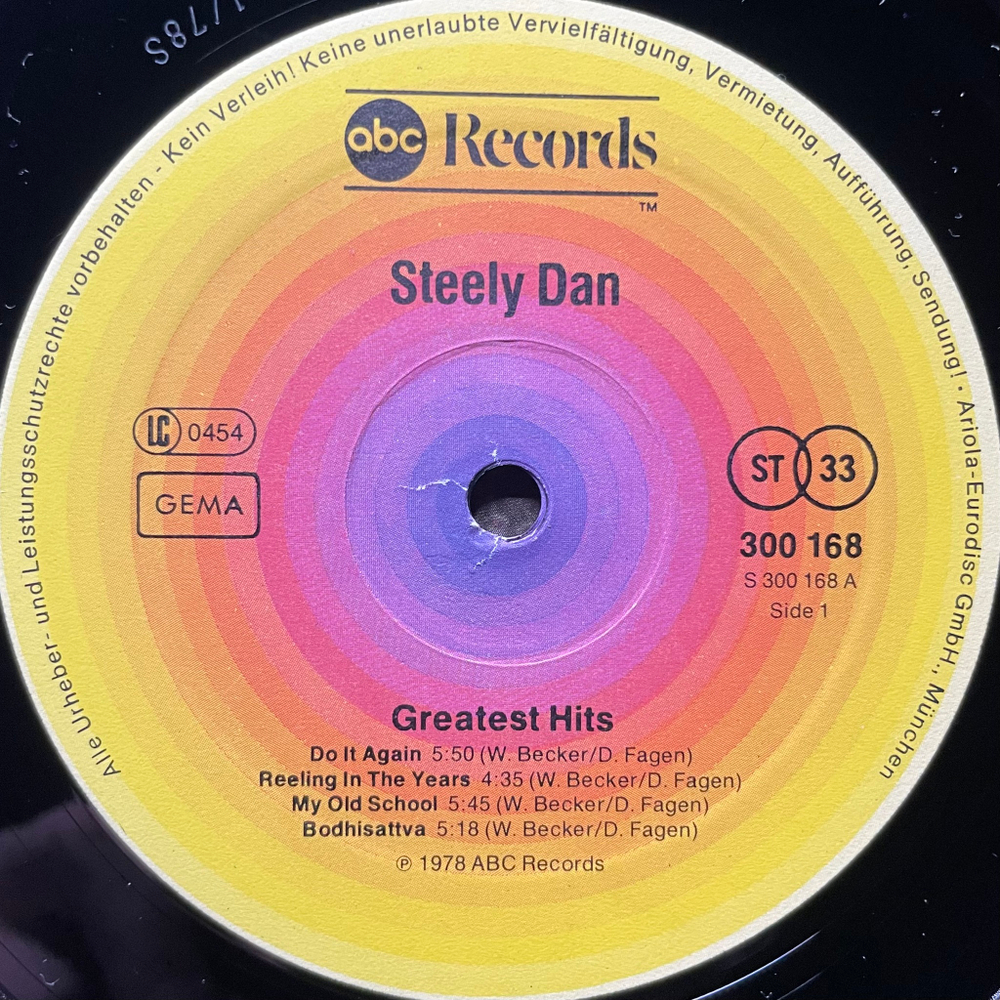 Alle Urheber- und Leistungsschutzrechte vorbehalten - Kein Verleih! Keine unerlaubte Vervielfältigung, Vermietung, Aufführung, Sendung! · Ariola-Eurodisc GmbH., München
abc Records
TM
Steely Dan
LC 0454
GEMA
ST 33
300 168
S 300 168 A
Side 1
Greatest Hits
Do It Again 5:50 (W. Becker/D. Fagen)
Reeling In The Years 4:35 (W. Becker/D. Fagen)
My Old School 5:45 (W. Becker/D. Fagen)
Bodhisattva 5:18 (W. Becker/D. Fagen)
℗ 1978 ABC Records